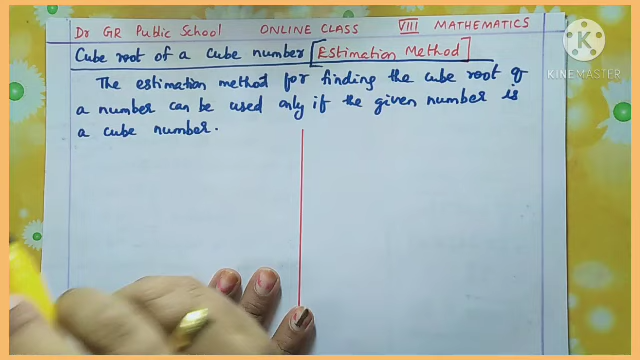 Dr GR Public School ONLINE CLASS VIII MATHEMATICS
Cube root of a Cube number [Estimation Method]
The estimation method for finding the cube root of
a number can be used only if the given number is
a cube number.
K
KINEMASTER